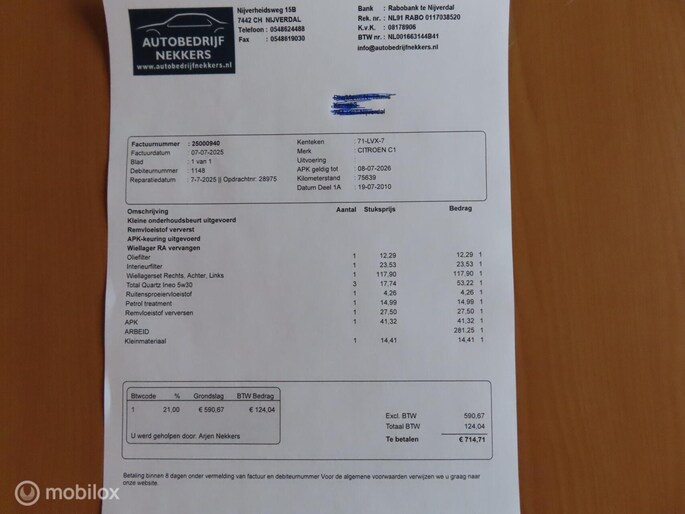 AUTOBEDRIJF
NEKKERS
www.autobedrijfnekkers.nl
Nijverheidsweg 15B
7442 CH NIJVERDAL
Telefoon : 0548624488
Fax : 0548619030
Bank : Rabobank te Nijverdal
Rek. nr. : NL91 RABO 0117038520
K.v.K. : 08178906
BTW nr. : NL001663144B41
info@autobedrijfnekkers.nl
Factuurnummer : 25000940
Factuurdatum : 07-07-2025
Blad : 1 van 1
Debiteurnummer : 1148
Reparatiedatum : 7-7-2025 || Opdrachtnr: 28975
Kenteken : 71-LVX-7
Merk : CITROEN C1
Uitvoering :
APK geldig tot : 08-07-2026
Kilometerstand : 75639
Datum Deel 1A : 19-07-2010
Omschrijving Aantal Stuksprijs Bedrag
Kleine onderhoudsbeurt uitgevoerd
Remvloeistof ververst
APK-keuring uitgevoerd
Wiellager RA vervangen
Oliefilter 1 12,29 12,29 1
Interieurfilter 1 23,53 23,53 1
Wiellagerset Rechts, Achter, Links 1 117,90 117,90 1
Total Quartz Ineo 5w30 3 17,74 53,22 1
Ruitensproeiervloeistof 1 4,26 4,26 1
Petrol treatment 1 14,99 14,99 1
Remvloeistof verversen 1 27,50 27,50 1
APK 1 41,32 41,32 1
ARBEID 281,25 1
Kleinmateriaal 1 14,41 14,41 1
Btwcode % Grondslag BTW Bedrag
1 21,00 € 590,67 € 124,04
U werd geholpen door: Arjen Nekkers
Excl. BTW 590,67
Totaal BTW 124,04
Te betalen € 714,71
Betaling binnen 8 dagen onder vermelding van factuur en debiteurnummer Voor de algemene voorwaarden verwijzen we u graag naar
onze website.
mobilox